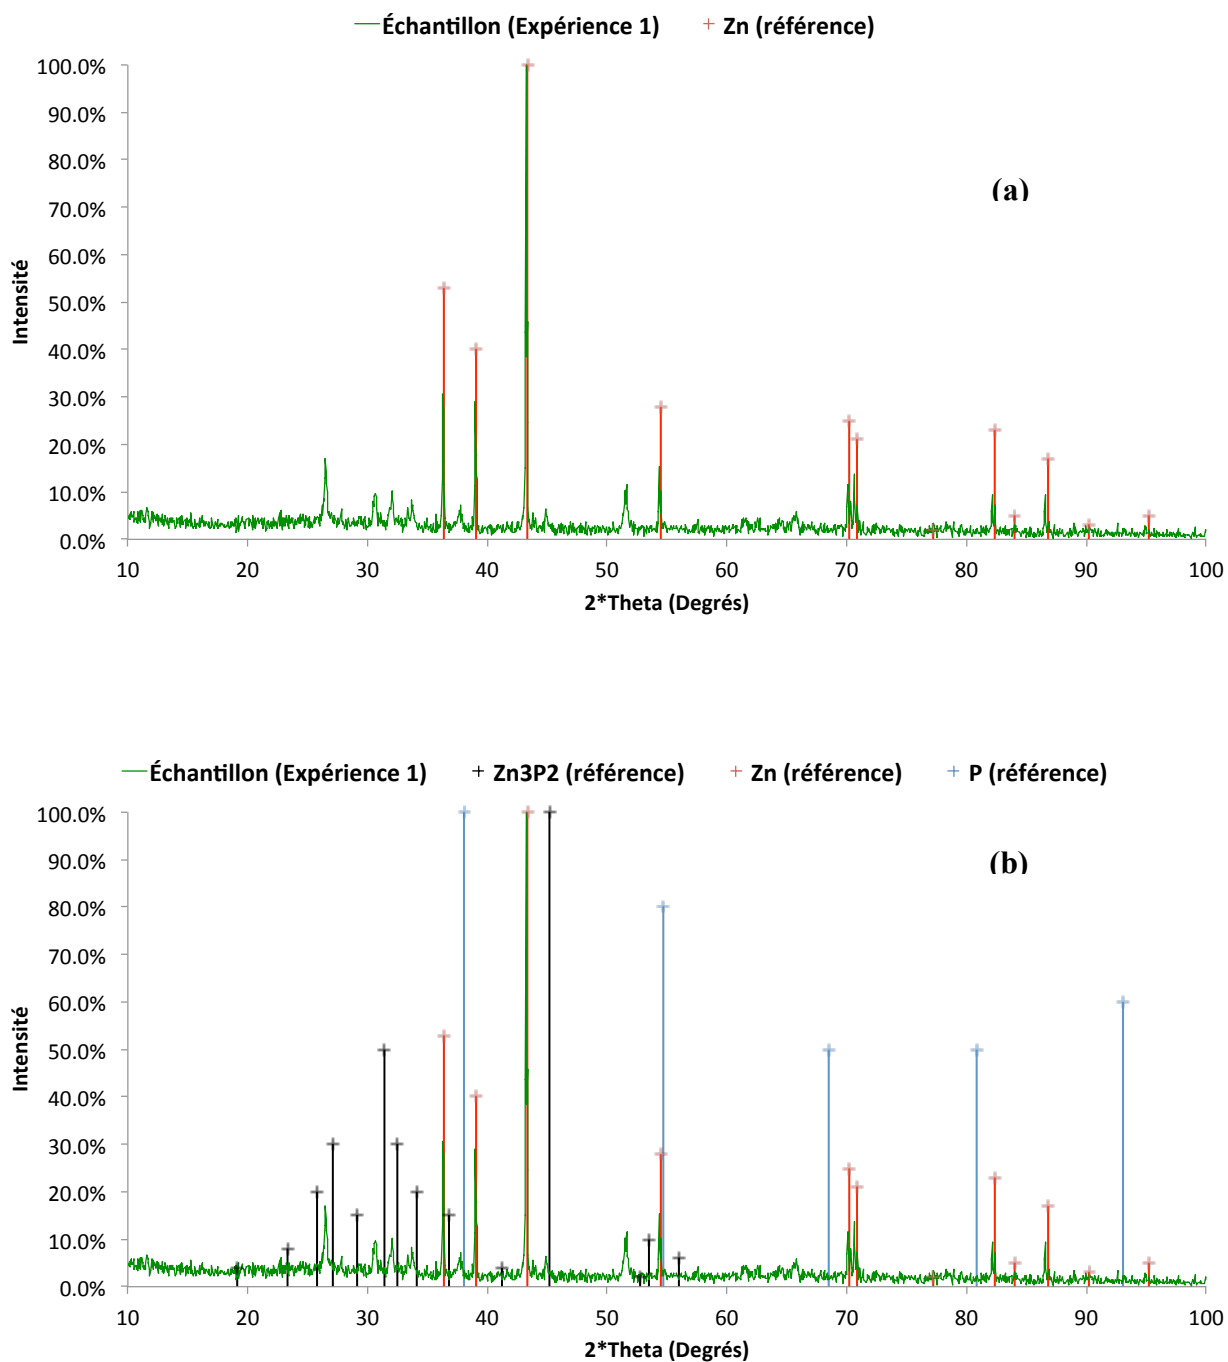 Échantillon (Expérience 1) Zn (référence)
100.0%
90.0%
80.0%
70.0%
60.0%
50.0%
40.0%
30.0%
20.0%
10.0%
0.0%
Intensité
(a)
10 20 30 40 50 60 70 80 90 100
2*Theta (Degrés)
Échantillon (Expérience 1) Zn3P2 (référence) Zn (référence) P (référence)
100.0%
90.0%
80.0%
70.0%
60.0%
50.0%
40.0%
30.0%
20.0%
10.0%
0.0%
Intensité
(b)
10 20 30 40 50 60 70 80 90 100
2*Theta (Degrés)